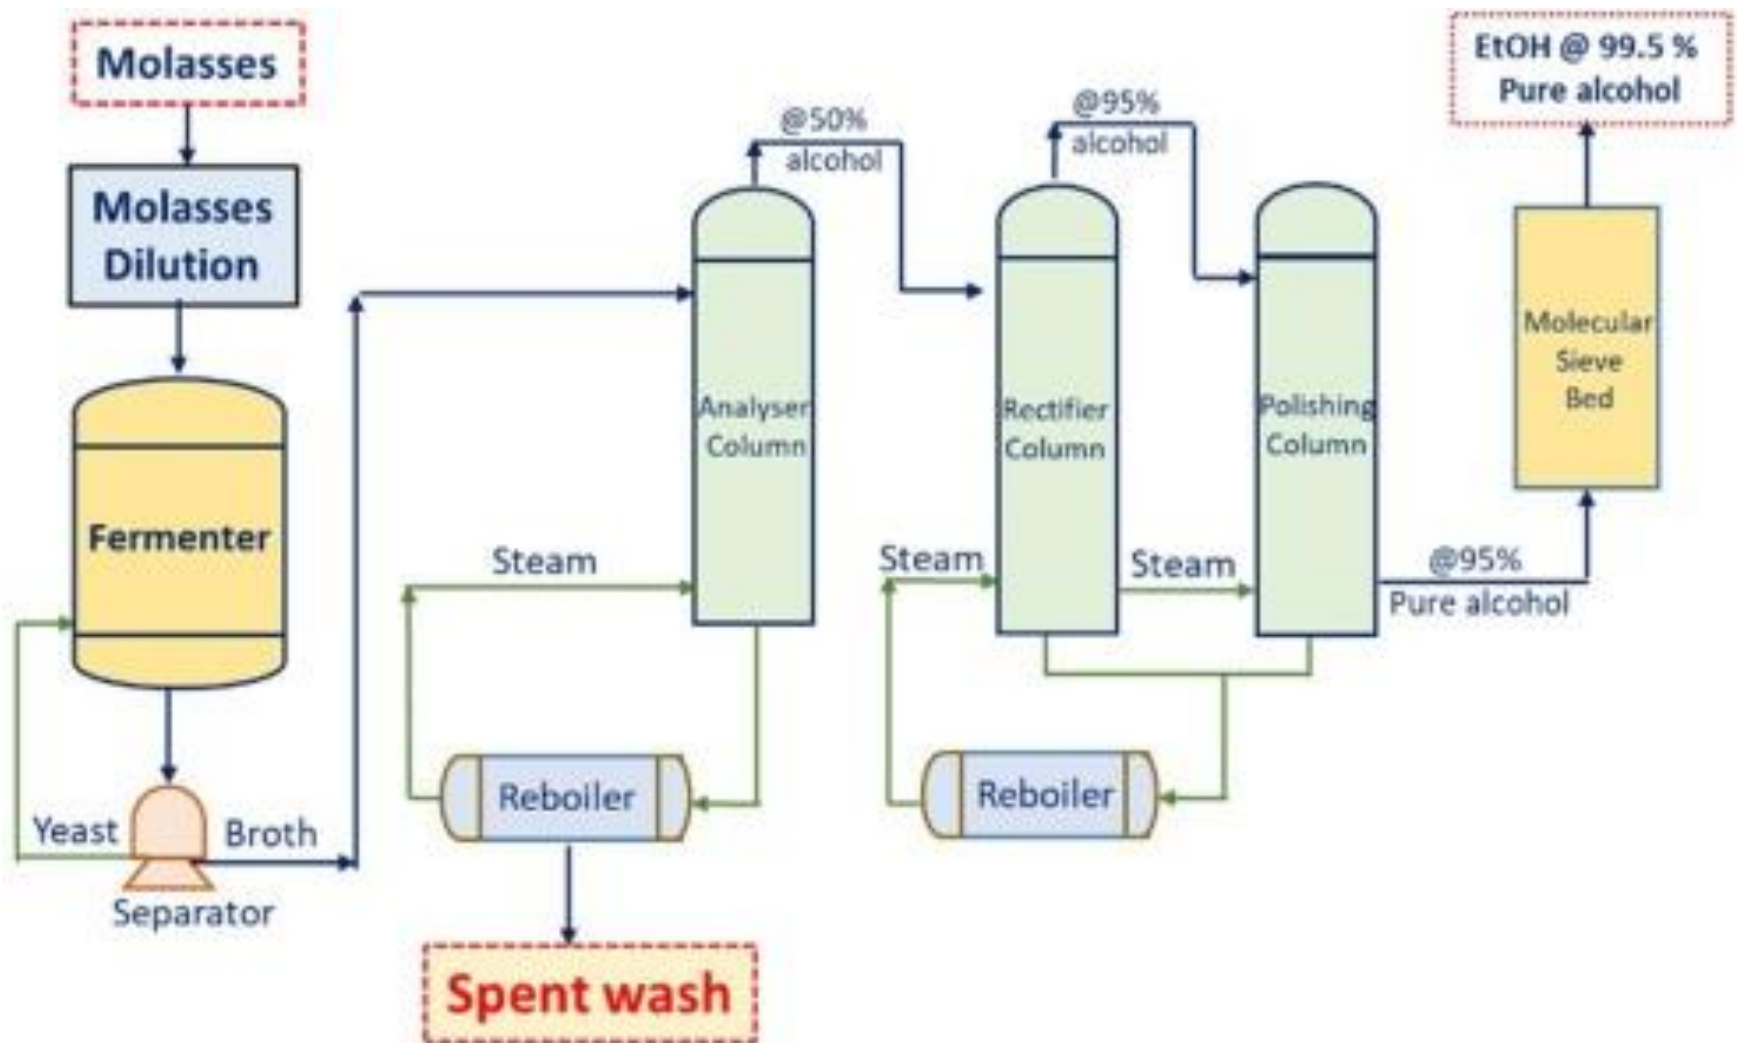 Molasses
Molasses
Dilution
Fermenter
Yeast
Broth
Separator
@50%
alcohol
Analyser
Column
Steam
Reboiler
Spent wash
@95%
alcohol
Rectifier
Column
Steam
Steam
Reboiler
Polishing
Column
@95%
Pure alcohol
Molecular
Sieve
Bed
EtOH @ 99.5 %
Pure alcohol